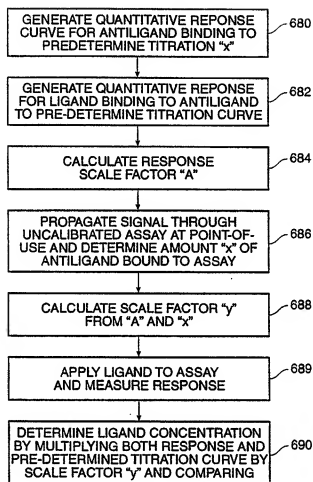 GENERATE QUANTITATIVE REPONSE
CURVE FOR ANTILIGAND BINDING TO
PREDETERMINE TITRATION "x"
680
GENERATE QUANTITATIVE REPONSE
FOR LIGAND BINDING TO ANTILIGAND
TO PRE-DETERMINE TITRATION CURVE
682
CALCULATE RESPONSE
SCALE FACTOR "A"
684
PROPAGATE SIGNAL THROUGH
UNCALIBRATED ASSAY AT POINT-OF-
USE AND DETERMINE AMOUNT "x" OF
ANTILIGAND BOUND TO ASSAY
686
CALCULATE SCALE FACTOR "y"
FROM "A" AND "x"
688
APPLY LIGAND TO ASSAY
AND MEASURE RESPONSE
689
DETERMINE LIGAND CONCENTRATION
BY MULTIPLYING BOTH RESPONSE AND
PRE-DETERMINED TITRATION CURVE BY
SCALE FACTOR "y" AND COMPARING
690